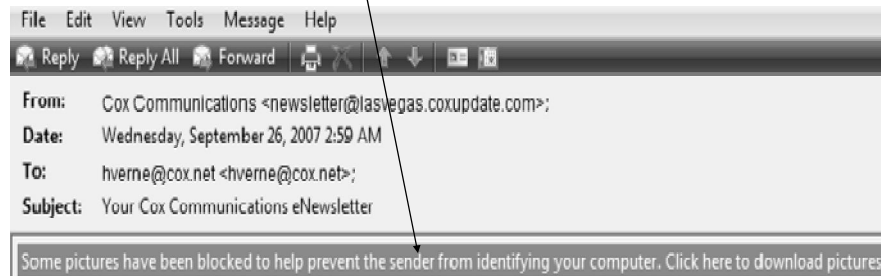 File Edit View Tools Message Help
Reply Reply All Forward
From: Cox Communications <newsletter@lasvegas.coxupdate.com>;
Date: Wednesday, September 26, 2007 2:59 AM
To: hverne@cox.net <hverne@cox.net>;
Subject: Your Cox Communications eNewsletter
Some pictures have been blocked to help prevent the sender from identifying your computer. Click here to download pictures